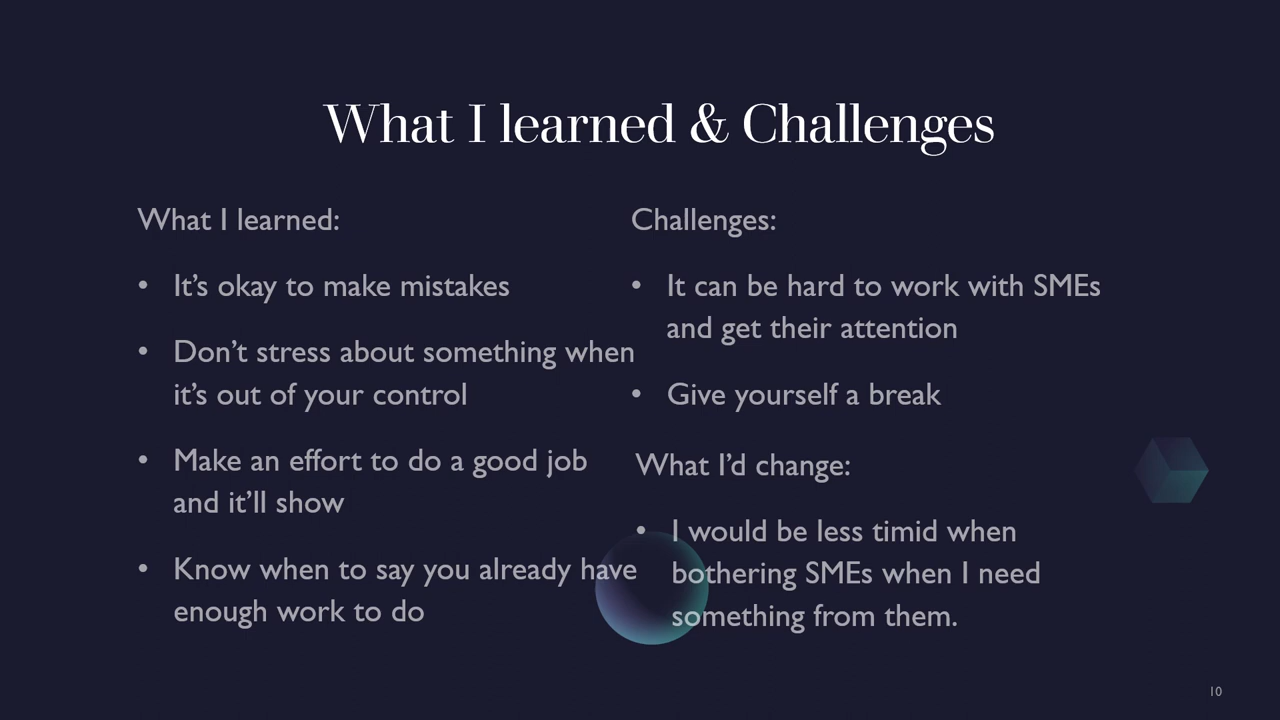 What I learned & Challenges
What I learned:
• It’s okay to make mistakes
• Don’t stress about something when
it’s out of your control
• Make an effort to do a good job
and it’ll show
• Know when to say you already have
enough work to do
Challenges:
• It can be hard to work with SMEs
and get their attention
• Give yourself a break
What I’d change:
• I would be less timid when
bothering SMEs when I need
something from them.
10